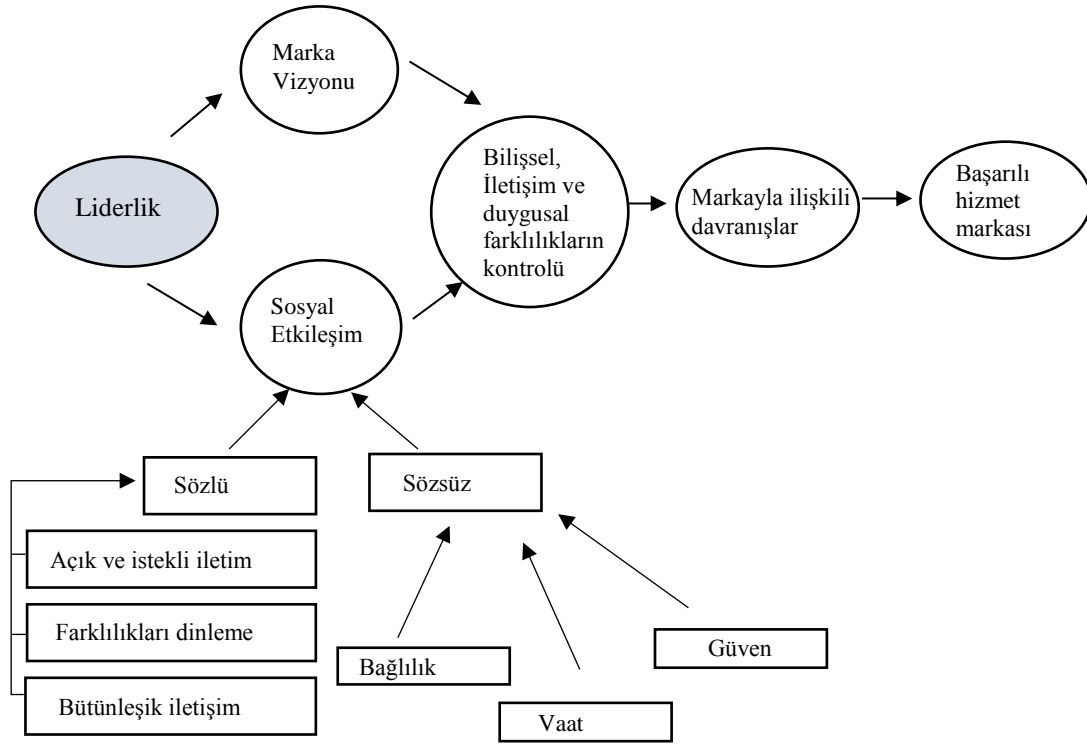 Marka
Vizyonu
Liderlik
Bilişsel,
İletişim ve
duygusal
farklılıkların
kontrolü
Markayla ilişkili
davranışlar
Başarılı
hizmet
markası
Sosyal
Etkileşim
Sözlü
Sözsüz
Açık ve istekli iletim
Farklılıkları dinleme
Bütünleşik iletişim
Bağlılık
Vaat
Güven